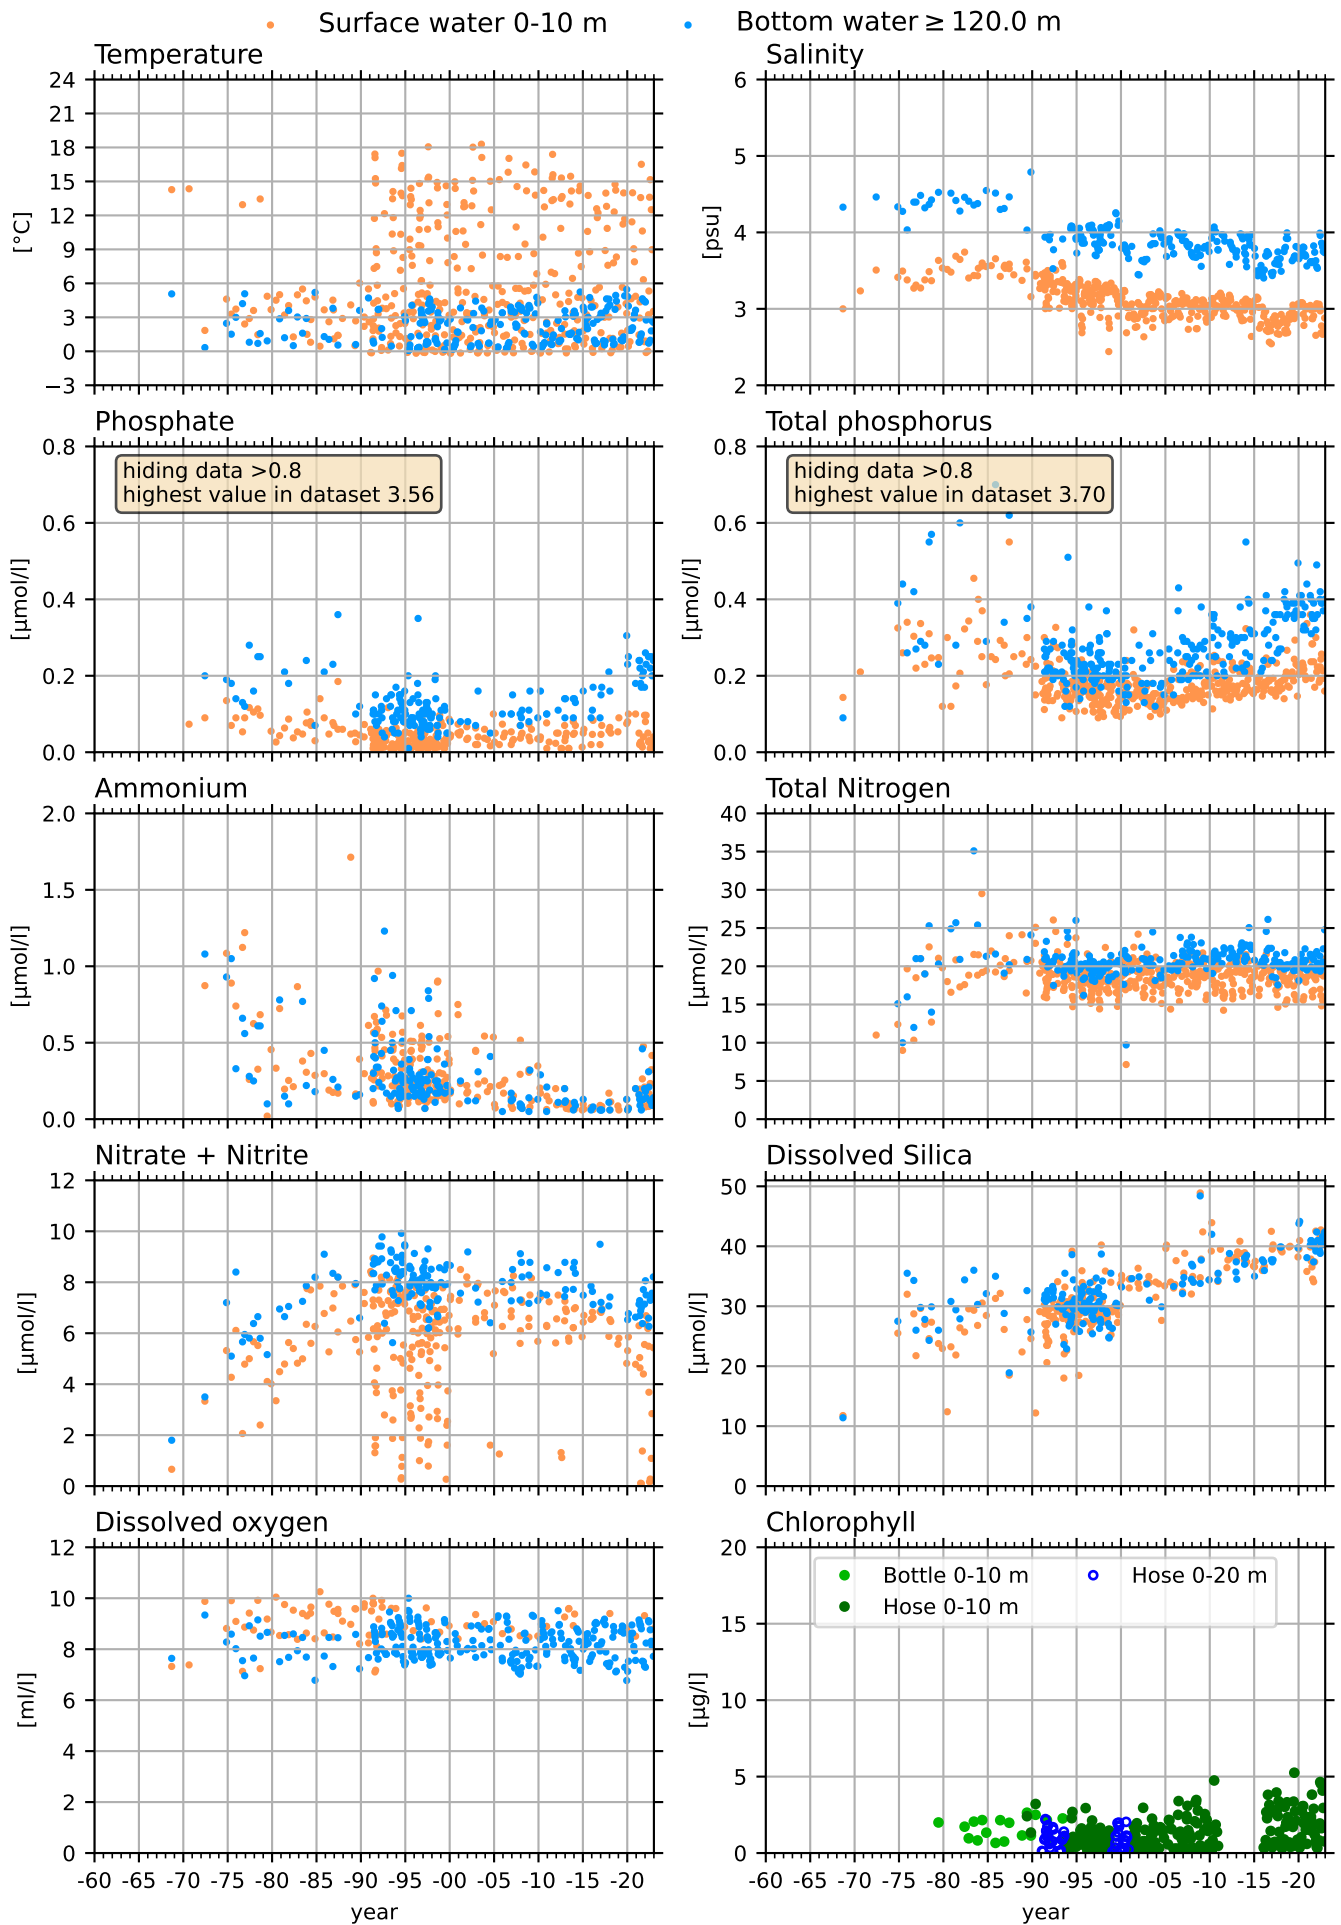 Surface water 0-10 m
Bottom water ≥ 120.0 m
Temperature
24
21
18
15
12
9
6
3
0
−3
[°C]
Salinity
6
5
4
3
2
[psu]
Phosphate
0.8
0.6
0.4
0.2
0.0
[µmol/l]
hiding data >0.8
highest value in dataset 3.56
Total phosphorus
0.8
0.6
0.4
0.2
0.0
[µmol/l]
hiding data >0.8
highest value in dataset 3.70
Ammonium
2.0
1.5
1.0
0.5
0.0
[µmol/l]
Total Nitrogen
40
35
30
25
20
15
10
5
0
[µmol/l]
Nitrate + Nitrite
12
10
8
6
4
2
0
[µmol/l]
Dissolved Silica
50
40
30
20
10
0
[µmol/l]
Dissolved oxygen
12
10
8
6
4
2
0
[ml/l]
-60 -65 -70 -75 -80 -85 -90 -95 -00 -05 -10 -15 -20
year
Chlorophyll
20
15
10
5
0
[µg/l]
Bottle 0-10 m
Hose 0-10 m
Hose 0-20 m
-60 -65 -70 -75 -80 -85 -90 -95 -00 -05 -10 -15 -20
year